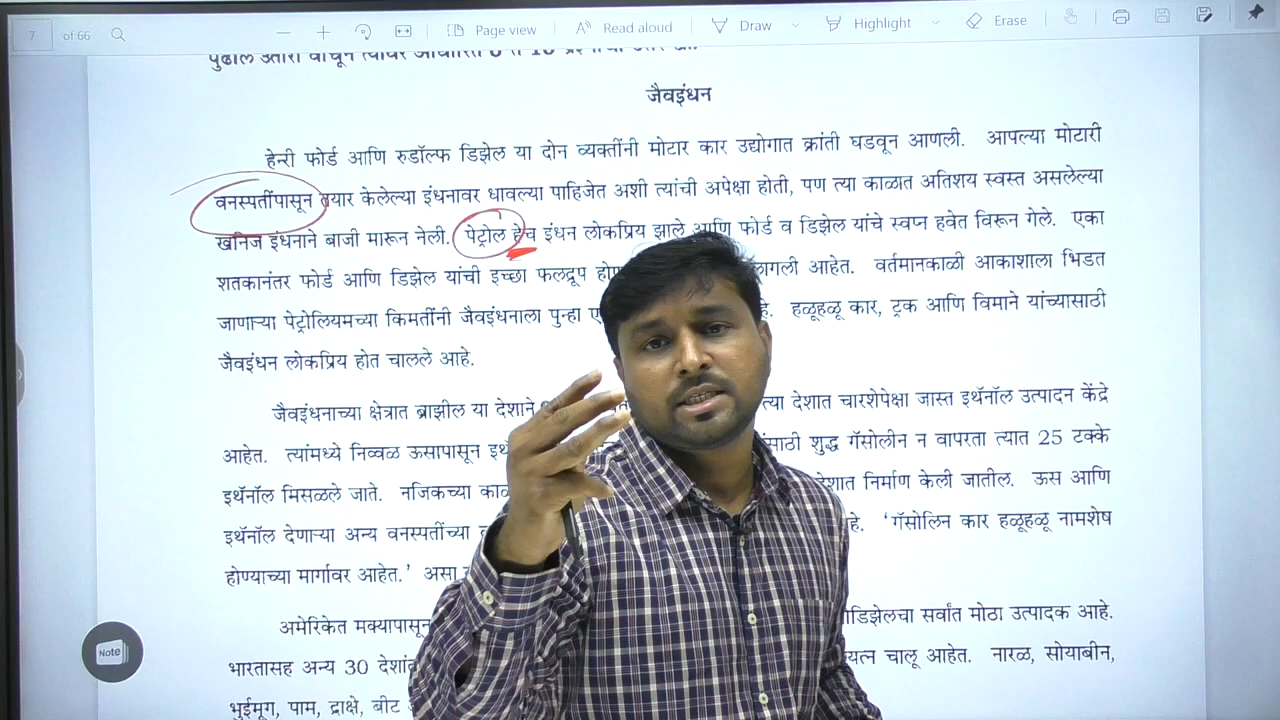 7 of 66 Page view Read aloud Draw Highlight Erase
जैवइंधन
हेन्री फोर्ड आणि रुडॉल्फ डिझेल या दोन व्यक्तींनी मोटार कार उद्योगात क्रांती घडवून आणली. आपल्या मोटारी
वनस्पतींपासून तयार केलेल्या इंधनावर धावल्या पाहिजेत अशी त्यांची अपेक्षा होती, पण त्या काळात अतिशय स्वस्त असलेल्या
खनिज इंधनाने बाजी मारून नेली. पेट्रोल हेच इंधन लोकप्रिय झाले आणि फोर्ड व डिझेल यांचे स्वप्न हवेत विरून गेले. एका
शतकानंतर फोर्ड आणि डिझेल यांची इच्छा फलद्रूप लागली आहेत. वर्तमानकाळी आकाशाला भिडत
जाणाऱ्या पेट्रोलियमच्या किमतींनी जैवइंधनाला पुन्हा हळूहळू कार, ट्रक आणि विमाने यांच्यासाठी
जैवइंधन लोकप्रिय होत चालले आहे.
जैवइंधनाच्या क्षेत्रात ब्राझील या देशाने त्या देशात चारशेपेक्षा जास्त इथॅनॉल उत्पादन केंद्रे
आहेत. त्यांमध्ये निव्वळ ऊसापासून शुद्ध गॅसोलीन न वापरता त्यात 25 टक्के
इथॅनॉल मिसळले जाते. नजिकच्या निर्माण केली जातील. ऊस आणि
इथॅनॉल देणाऱ्या अन्य वनस्पतींच्या 'गॅसोलिन कार हळूहळू नामशेष
होण्याच्या मार्गावर आहेत.' असा
अमेरिकेत मक्यापासून सर्वांत मोठा उत्पादक आहे.
भारतासह अन्य 30 चालू आहेत. नारळ, सोयाबीन,
भुईमूग, पाम, द्राक्षे, बीट
Note